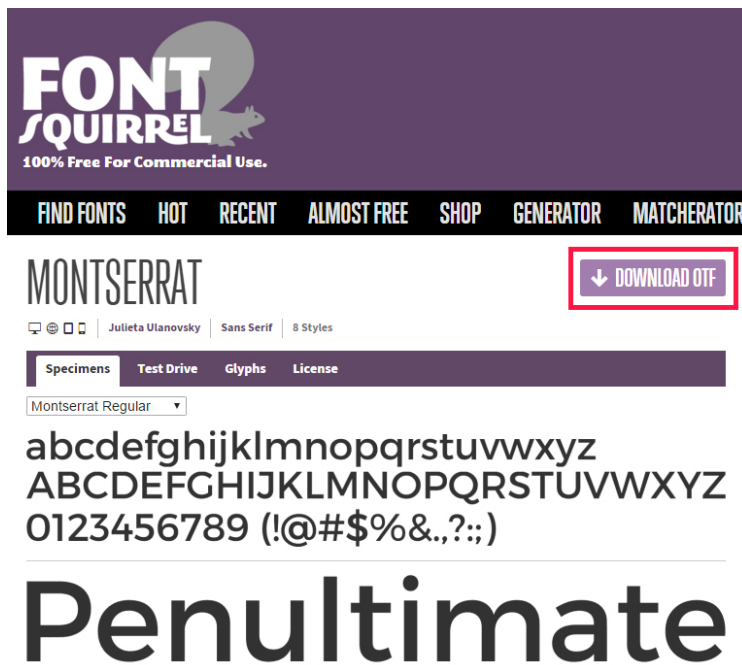 FONT
SQUIRREL
100% Free For Commercial Use.
FIND FONTS HOT RECENT ALMOST FREE SHOP GENERATOR MATCHERATOR
MONTSERRAT
DOWNLOAD OTF
Julieta Ulanovsky Sans Serif 8 Styles
Specimens Test Drive Glyphs License
Montserrat Regular
abcdefghijklmnopqrstuvwxyz
ABCDEFGHIJKLMNOPQRSTUVWXYZ
0123456789 (!@#$%&.,?:;)
Penultimate